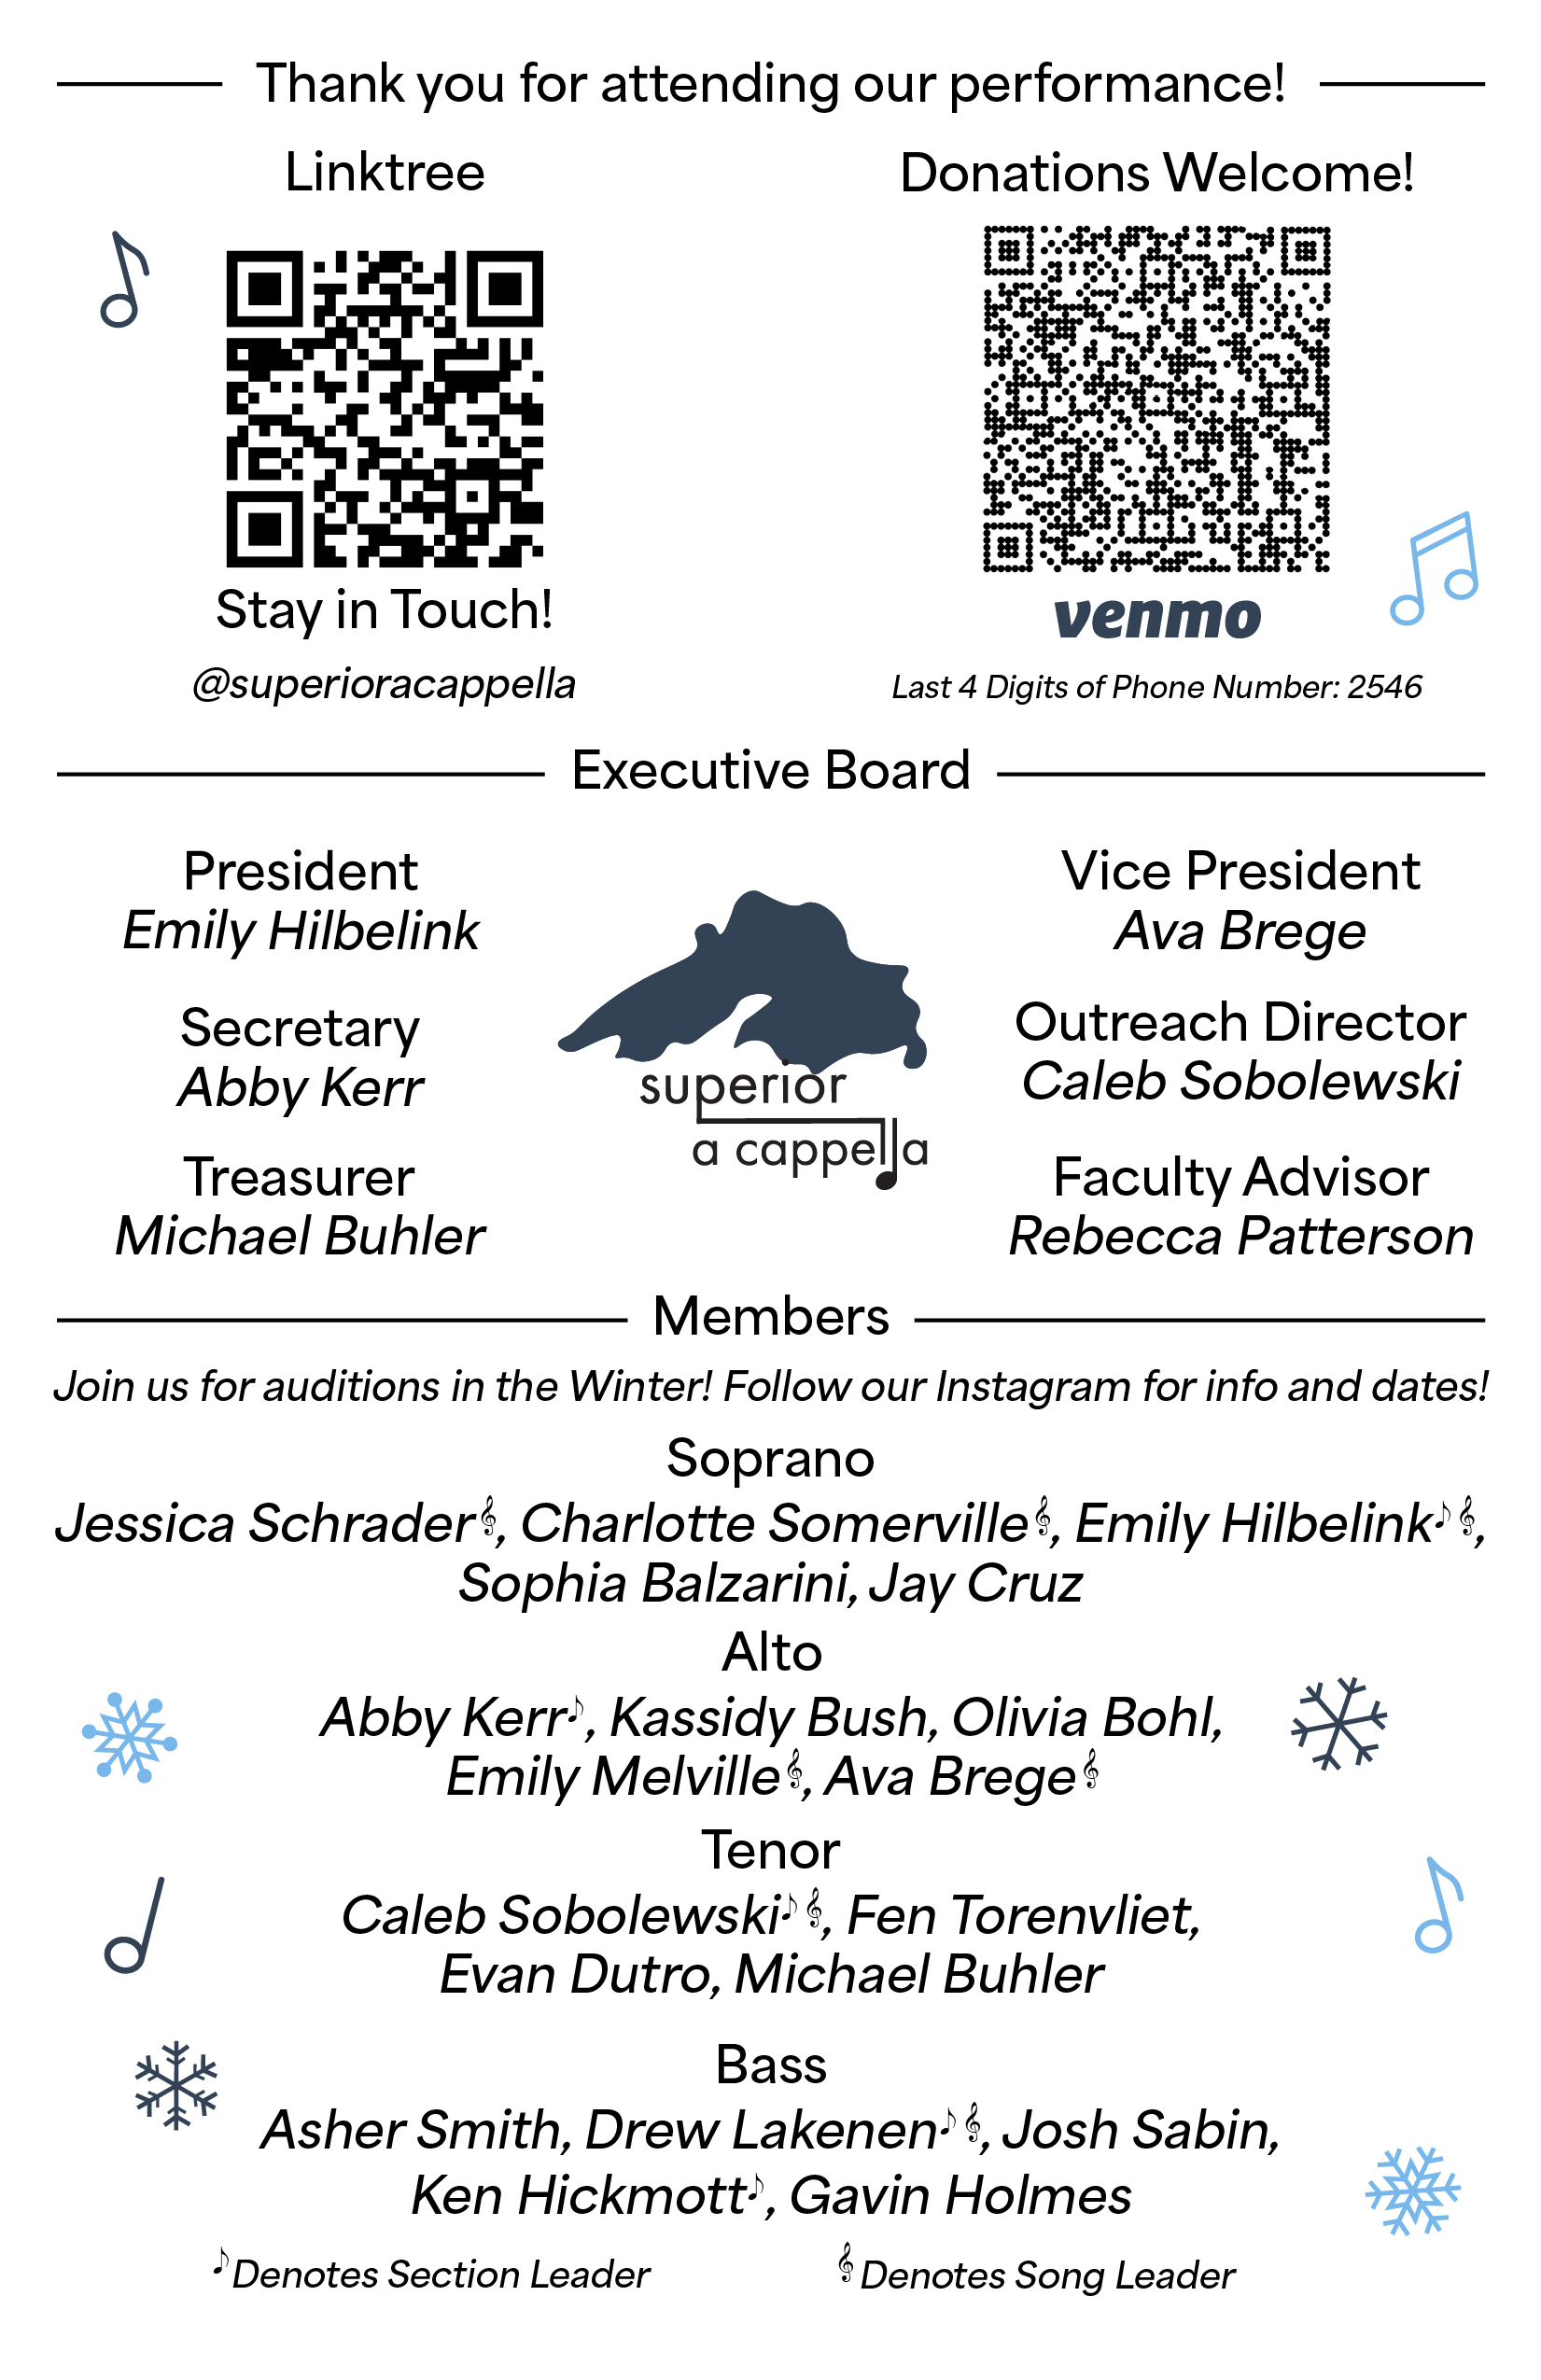 Thank you for attending our performance!
Linktree
Donations Welcome!
Stay in Touch!
@superioracappella
venmo
Last 4 Digits of Phone Number: 2546
Executive Board
President
Emily Hilbelink
Vice President
Ava Brege
Secretary
Abby Kerr
Outreach Director
Caleb Sobolewski
Treasurer
Michael Buhler
Faculty Advisor
Rebecca Patterson
superior
a cappella
Members
Join us for auditions in the Winter! Follow our Instagram for info and dates!
Soprano
Jessica Schrader𝄞, Charlotte Somerville𝄞, Emily Hilbelink♪𝄞,
Sophia Balzarini, Jay Cruz
Alto
Abby Kerr♪, Kassidy Bush, Olivia Bohl,
Emily Melville𝄞, Ava Brege𝄞
Tenor
Caleb Sobolewski♪𝄞, Fen Torenvliet,
Evan Dutro, Michael Buhler
Bass
Asher Smith, Drew Lakenen♪𝄞, Josh Sabin,
Ken Hickmott♪, Gavin Holmes
♪Denotes Section Leader
𝄞Denotes Song Leader